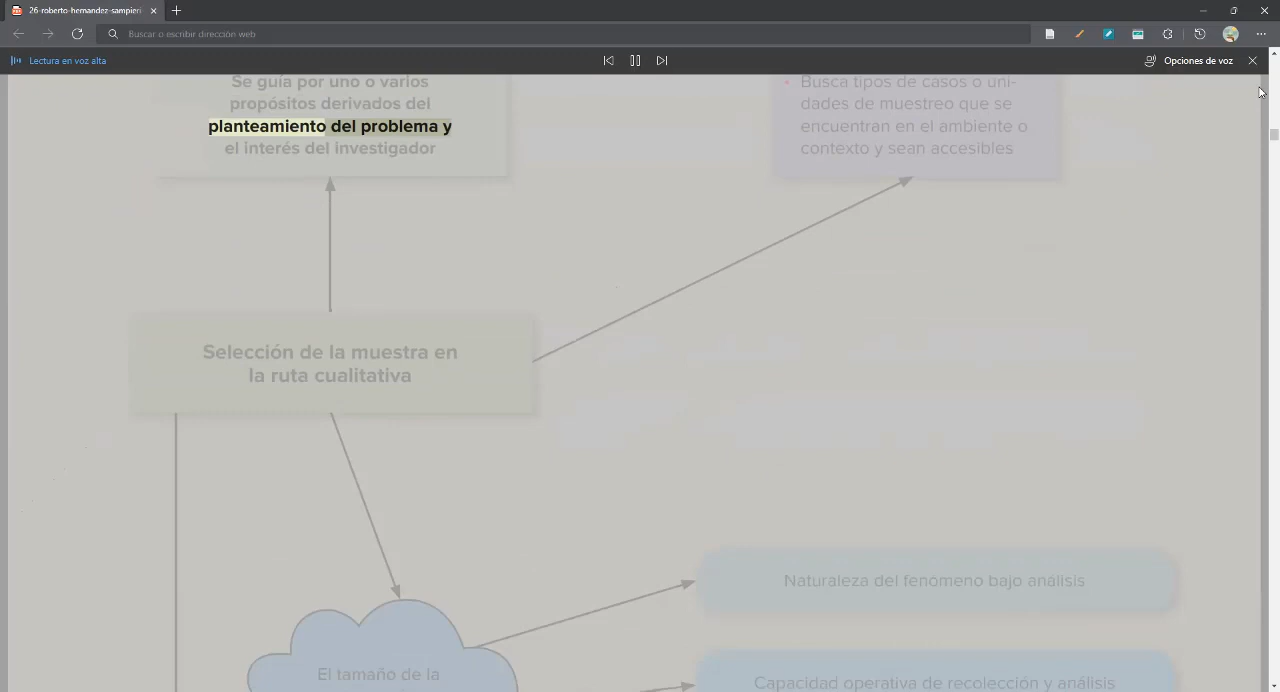 26-roberto-hernandez-sampieri
Buscar o escribir dirección web
Lectura en voz alta
Opciones de voz
Se guía por uno o varios
propósitos derivados del
planteamiento del problema y
el interés del investigador
• Busca tipos de casos o uni-
dades de muestreo que se
encuentran en el ambiente o
contexto y sean accesibles
Selección de la muestra en
la ruta cualitativa
Naturaleza del fenómeno bajo análisis
El tamaño de la
Capacidad operativa de recolección y análisis